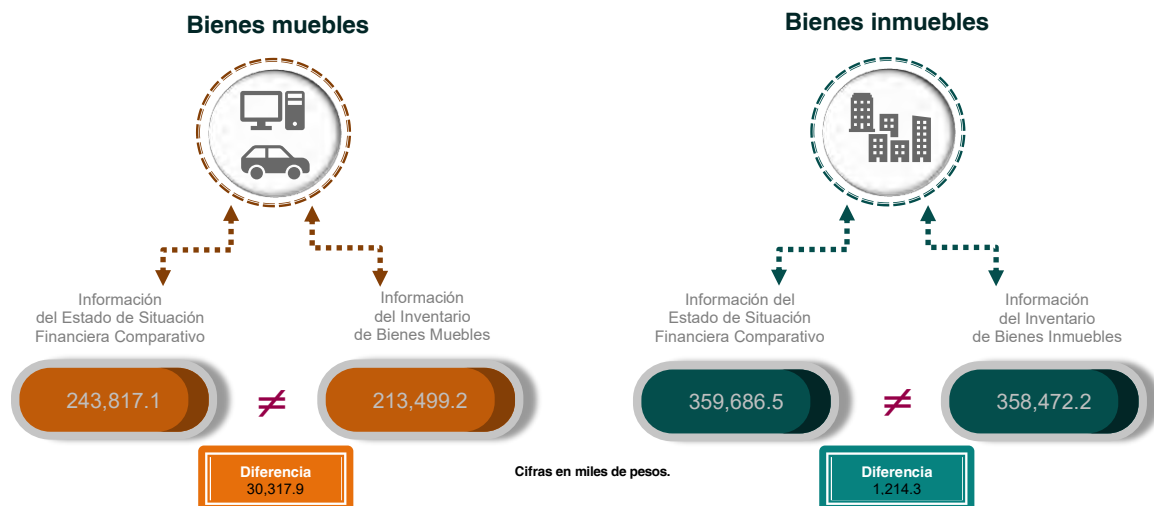 Bienes muebles
Información
del Estado de Situación
Financiera Comparativo
Información
del Inventario
de Bienes Muebles
243,817.1
≠
213,499.2
Diferencia
30,317.9
Cifras en miles de pesos.
Bienes inmuebles
Información del
Estado de Situación
Financiera Comparativo
Información
del Inventario
de Bienes Inmuebles
359,686.5
≠
358,472.2
Diferencia
1,214.3